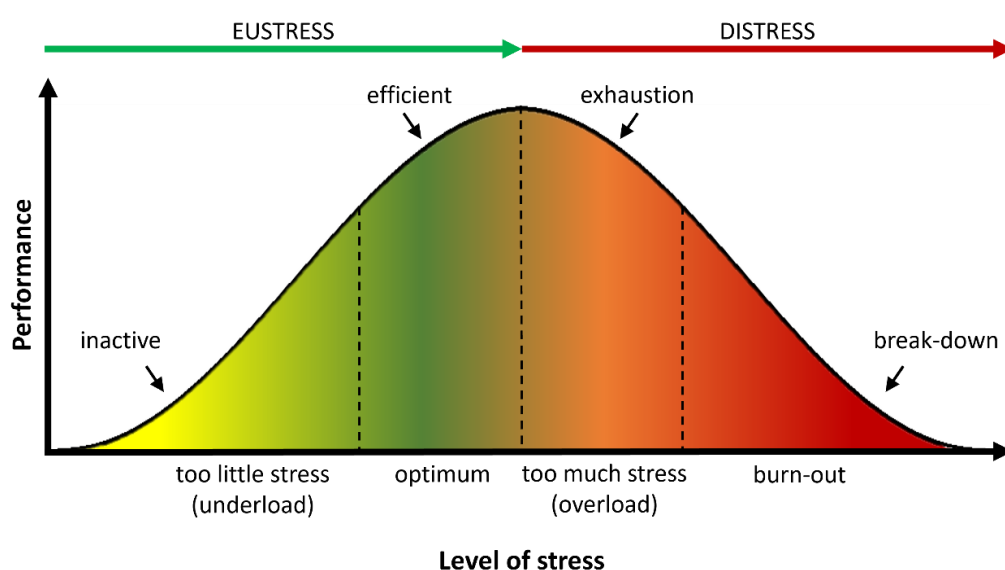 EUSTRESS
DISTRESS
efficient
exhaustion
Performance
inactive
break-down
too little stress
(underload)
optimum
too much stress
(overload)
burn-out
Level of stress